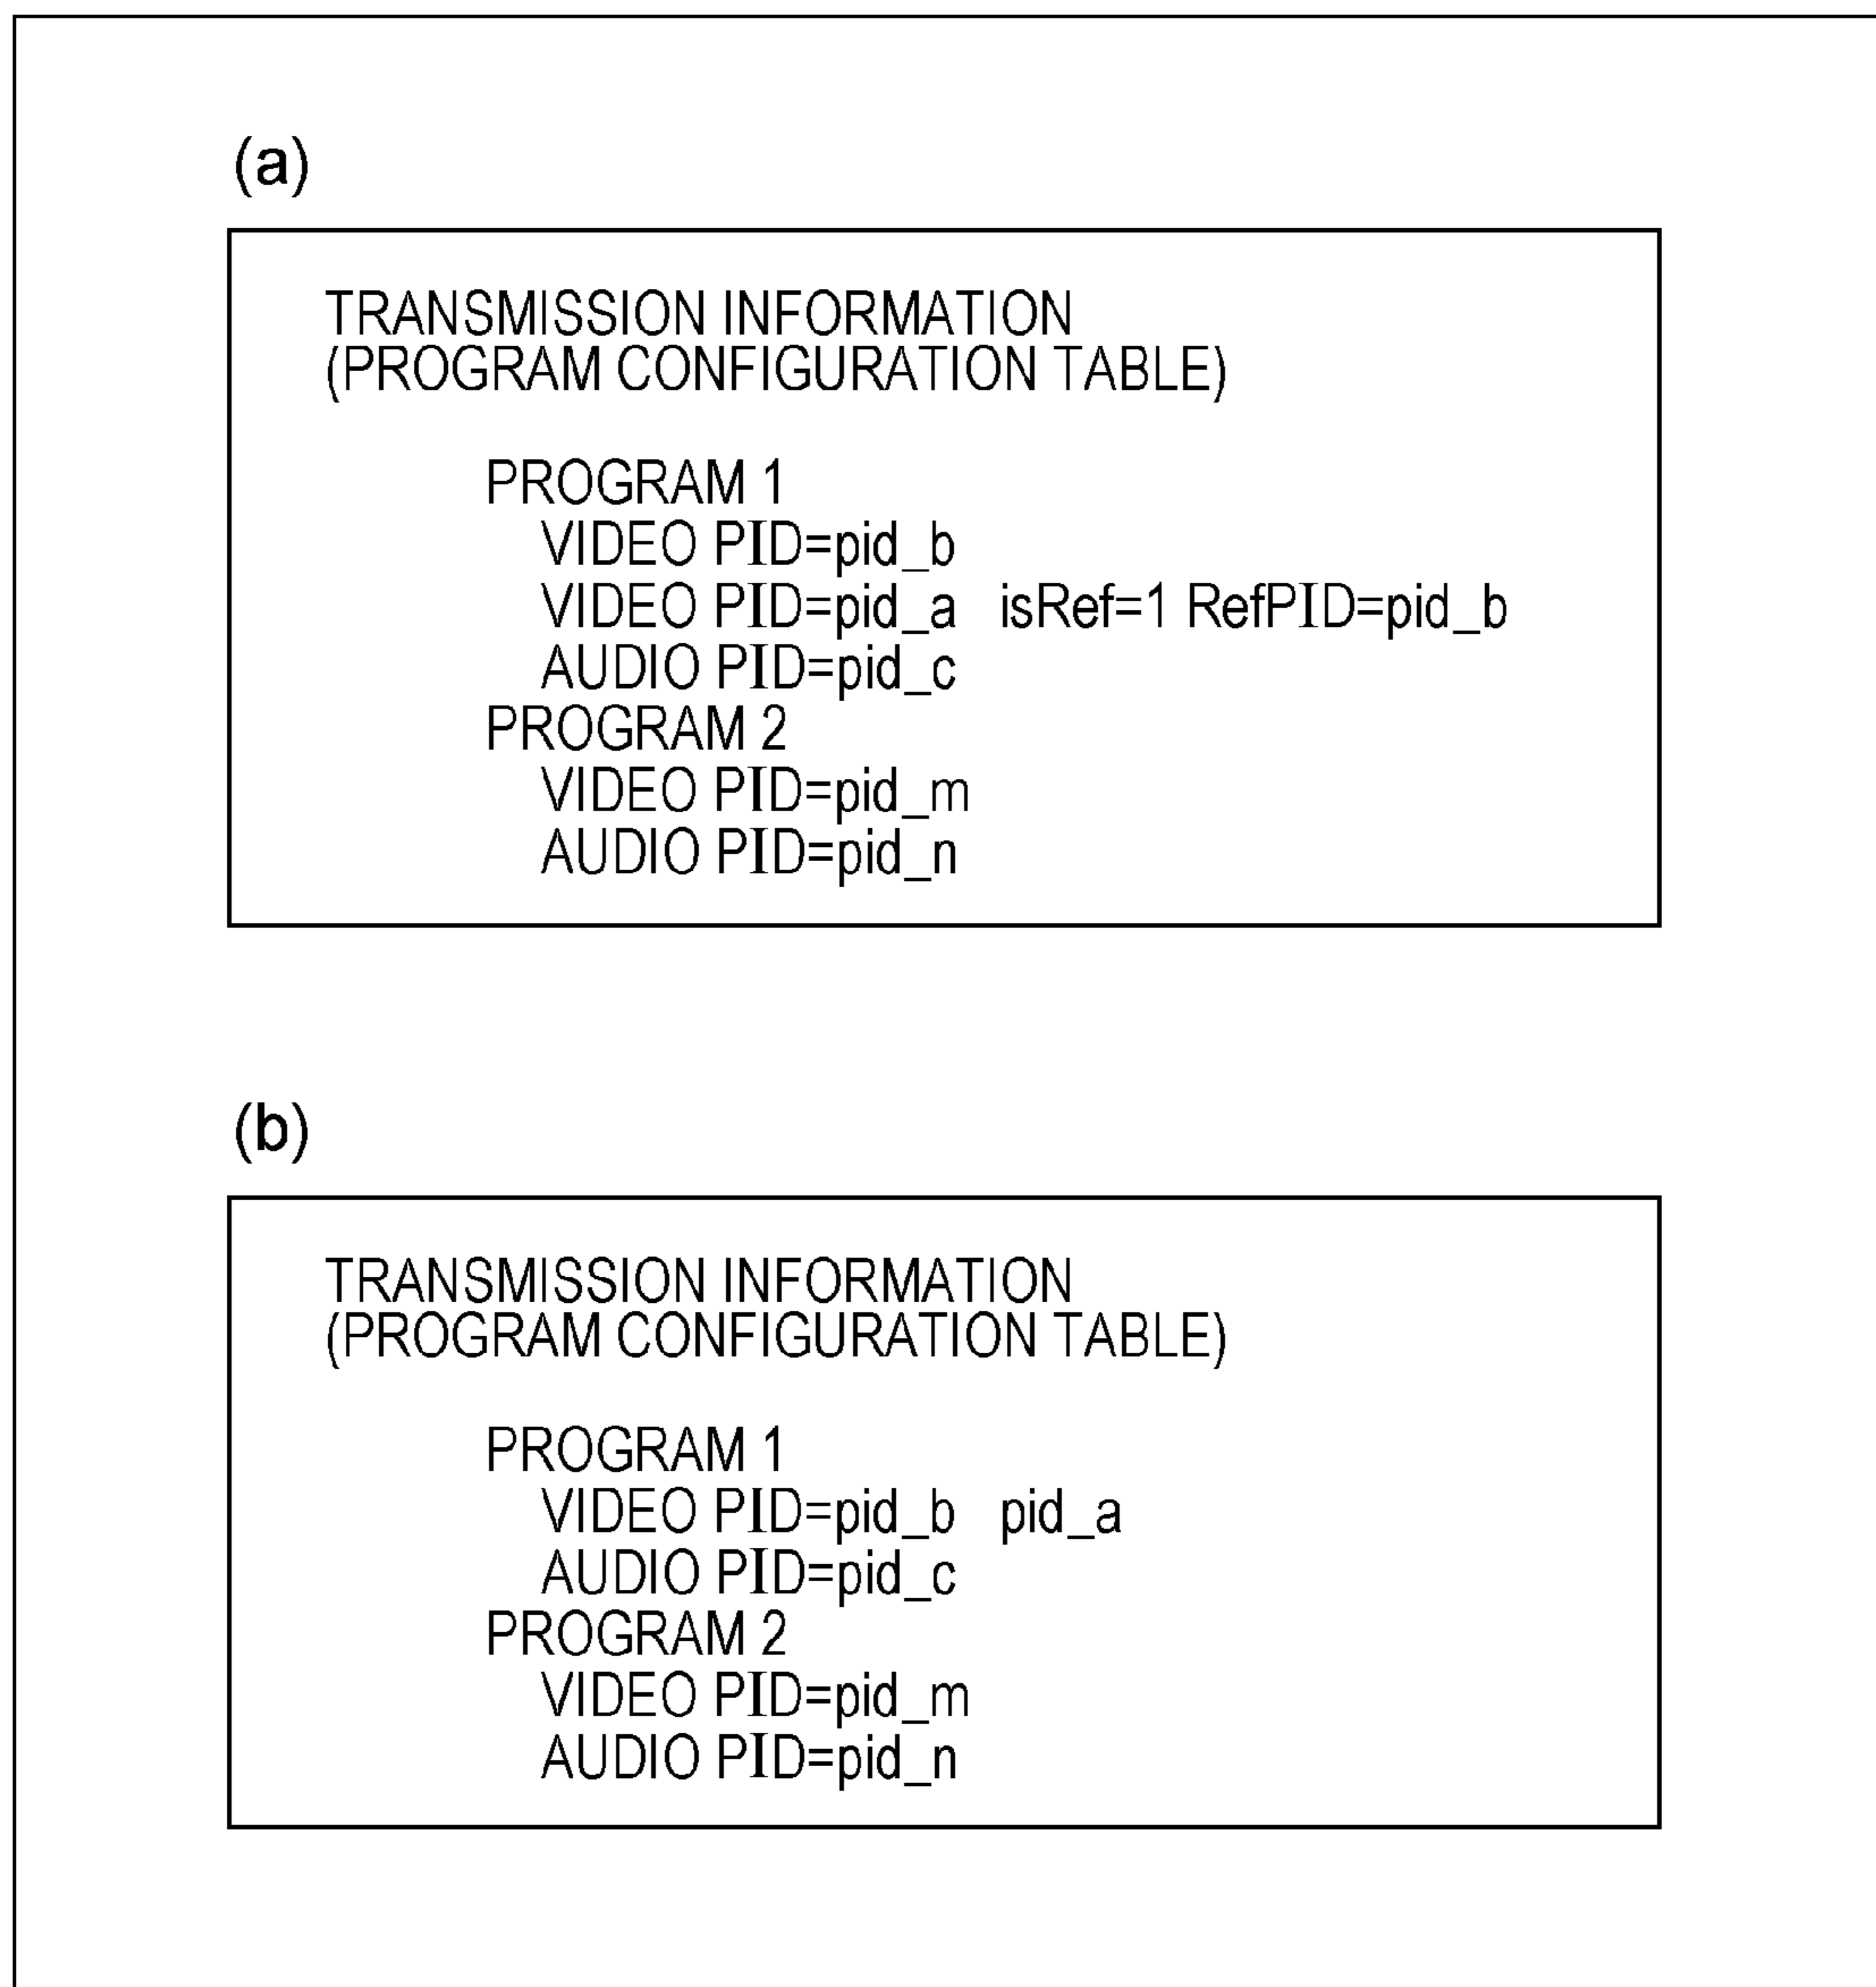 (a)
TRANSMISSION INFORMATION
(PROGRAM CONFIGURATION TABLE)
PROGRAM 1
VIDEO PID=pid_b
VIDEO PID=pid_a isRef=1 RefPID=pid_b
AUDIO PID=pid_c
PROGRAM 2
VIDEO PID=pid_m
AUDIO PID=pid_n
(b)
TRANSMISSION INFORMATION
(PROGRAM CONFIGURATION TABLE)
PROGRAM 1
VIDEO PID=pid_b pid_a
AUDIO PID=pid_c
PROGRAM 2
VIDEO PID=pid_m
AUDIO PID=pid_n